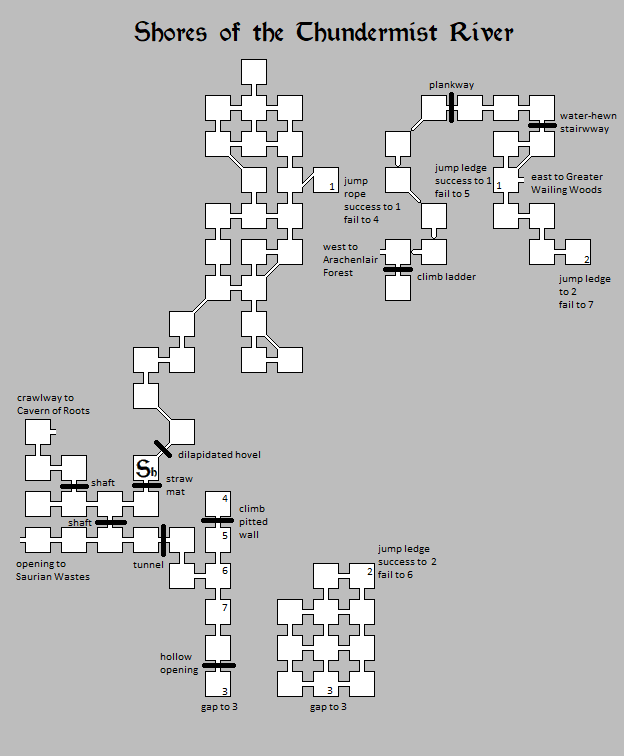 Shores of the Thundermist River
plankway
water-hewn
stairwway
jump ledge
success to 1
fail to 5
1
east to Greater
Wailing Woods
1
jump
rope
success to 1
fail to 4
west to
Arachenlair
Forest
climb ladder
2
jump ledge
to 2
fail to 7
crawlway to
Cavern of Roots
dilapidated hovel
Sh
straw
mat
shaft
shaft
4
climb
pitted
wall
5
opening to
Saurian Wastes
tunnel
6
jump ledge
success to 2
fail to 6
2
7
hollow
opening
3
gap to 3
3
gap to 3